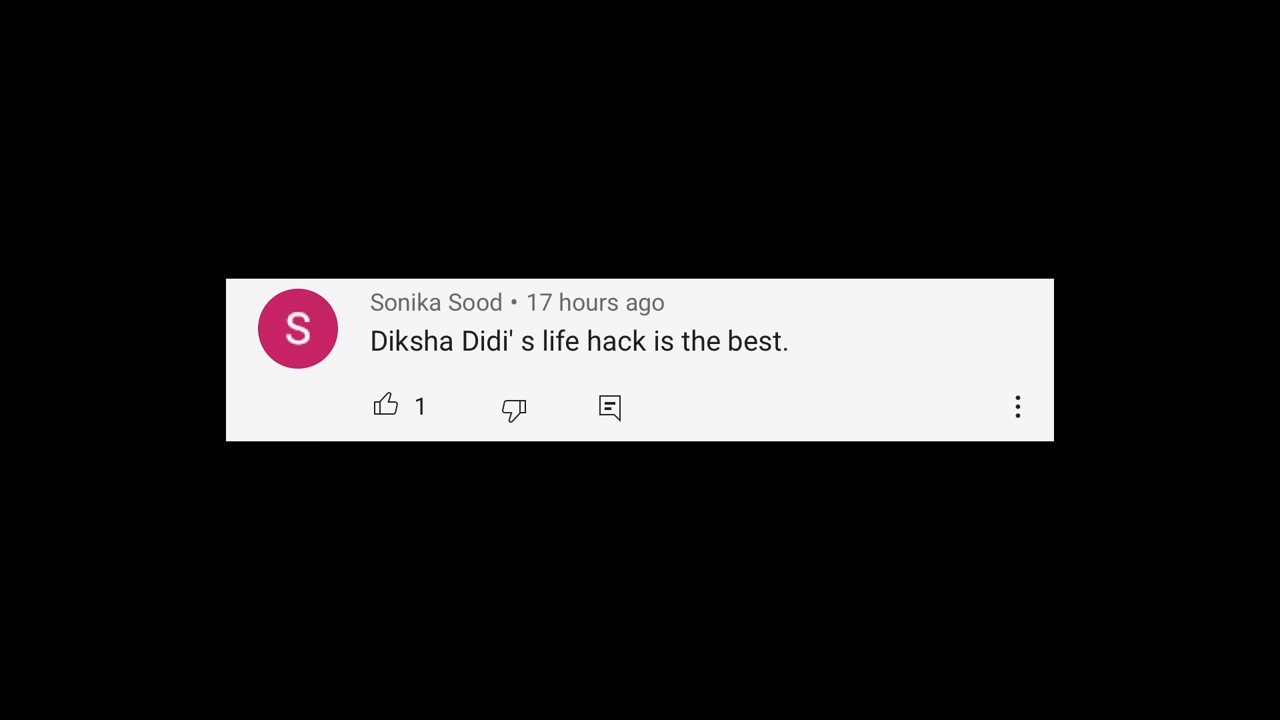 S
Sonika Sood • 17 hours ago
Diksha Didi' s life hack is the best.
1